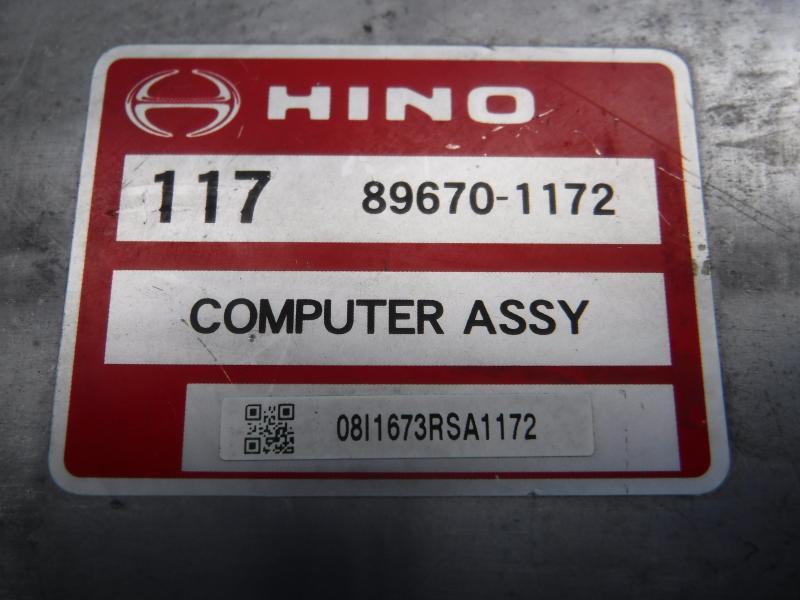 HINO
117 89670-1172
COMPUTER ASSY
08I1673RSA1172